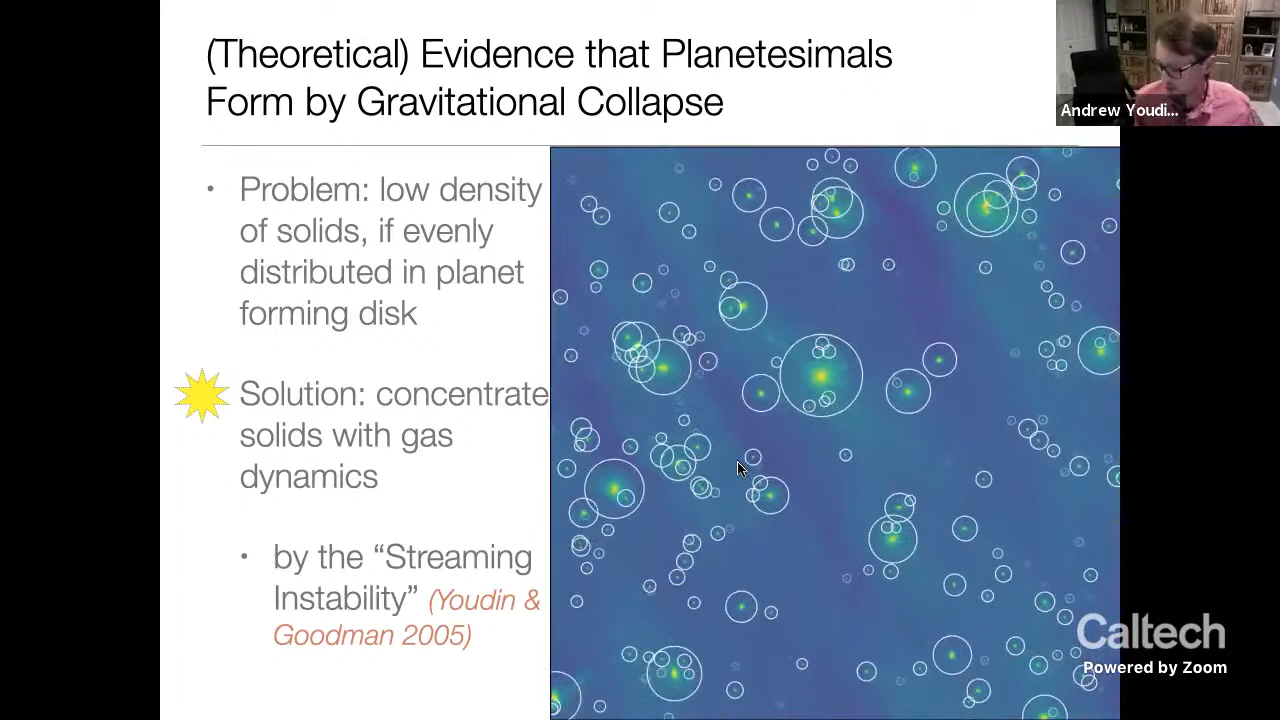 (Theoretical) Evidence that Planetesimals
Form by Gravitational Collapse
Andrew Youdi...
• Problem: low density
of solids, if evenly
distributed in planet
forming disk
Solution: concentrate
solids with gas
dynamics
• by the “Streaming
Instability” (Youdin &
Goodman 2005)
Caltech
Powered by Zoom